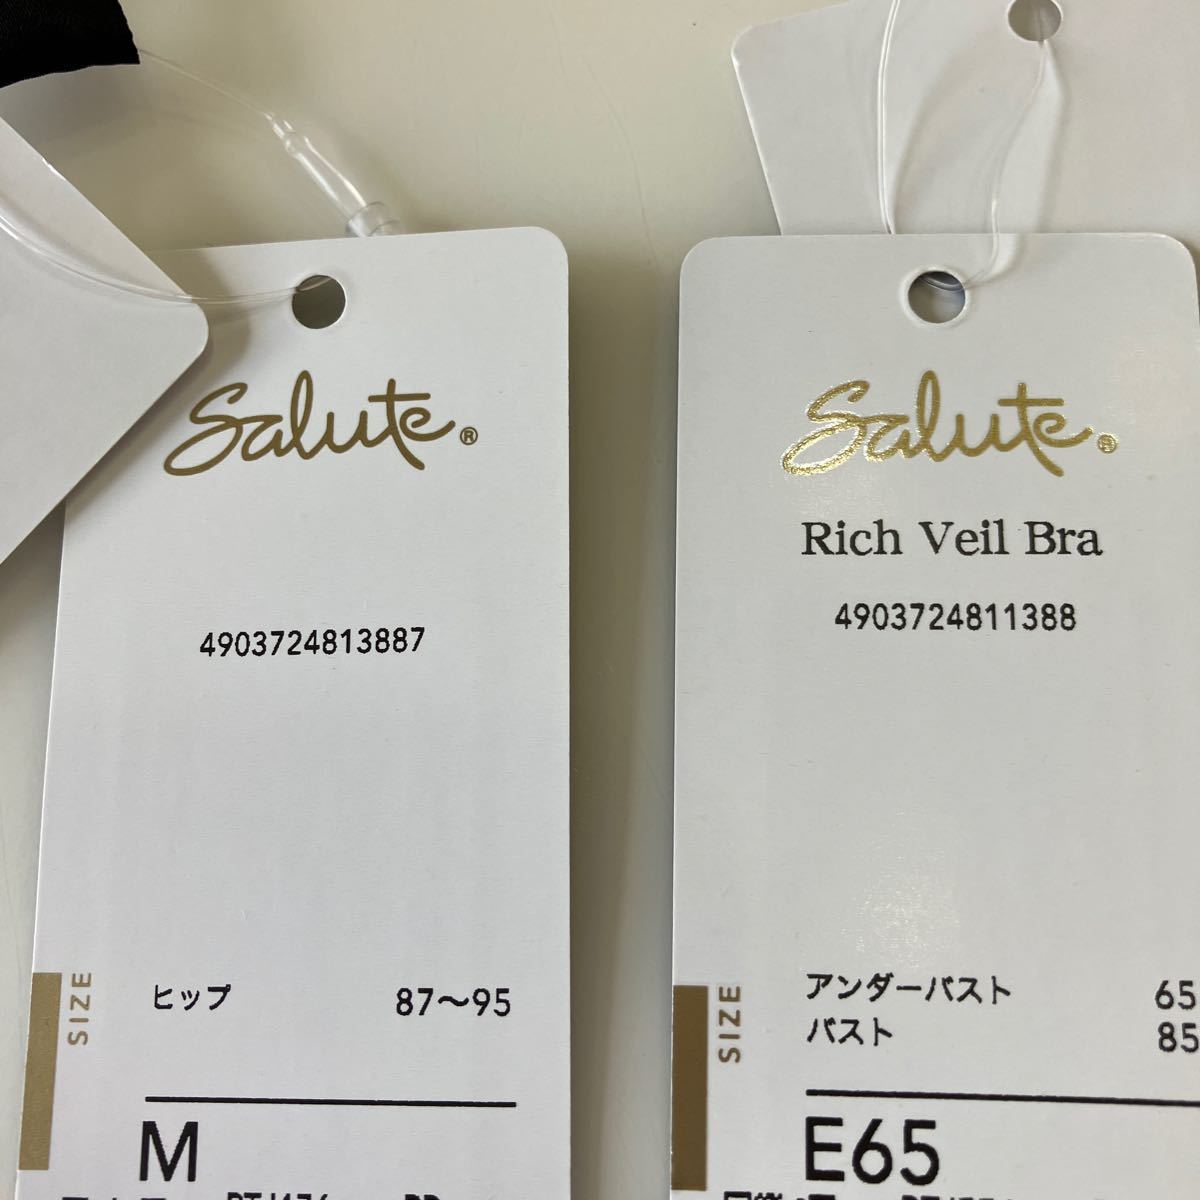 Salute®
4903724813887
SIZE
ヒップ 87～95
M
Salute®
Rich Veil Bra
4903724811388
SIZE
アンダーバスト 65
バスト 85
E65